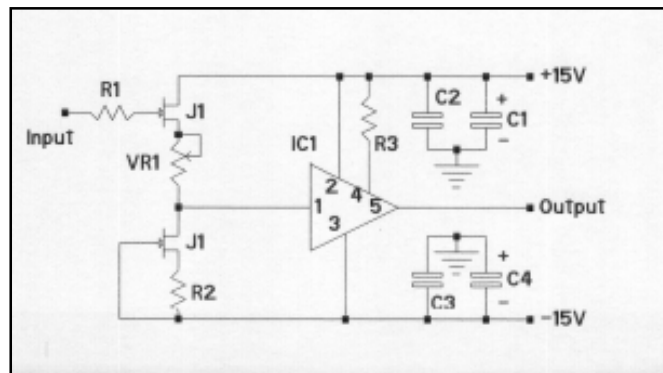 +15V
R1
C2
+
C1
-
J1
Input
IC1
R3
VR1
2
4
1
5
3
Output
J1
+
C4
-
R2
C3
-15V